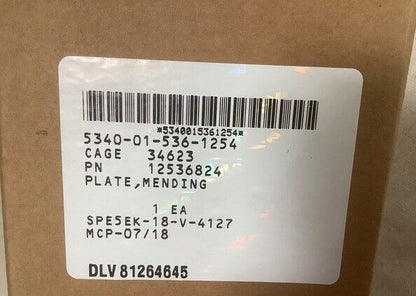 *5340015361254*
5340-01-536-1254
CAGE 34623
PN 12536824
PLATE,MENDING
1 EA
SPE5EK-18-V-4127
MCP-07/18
DLV 81264645